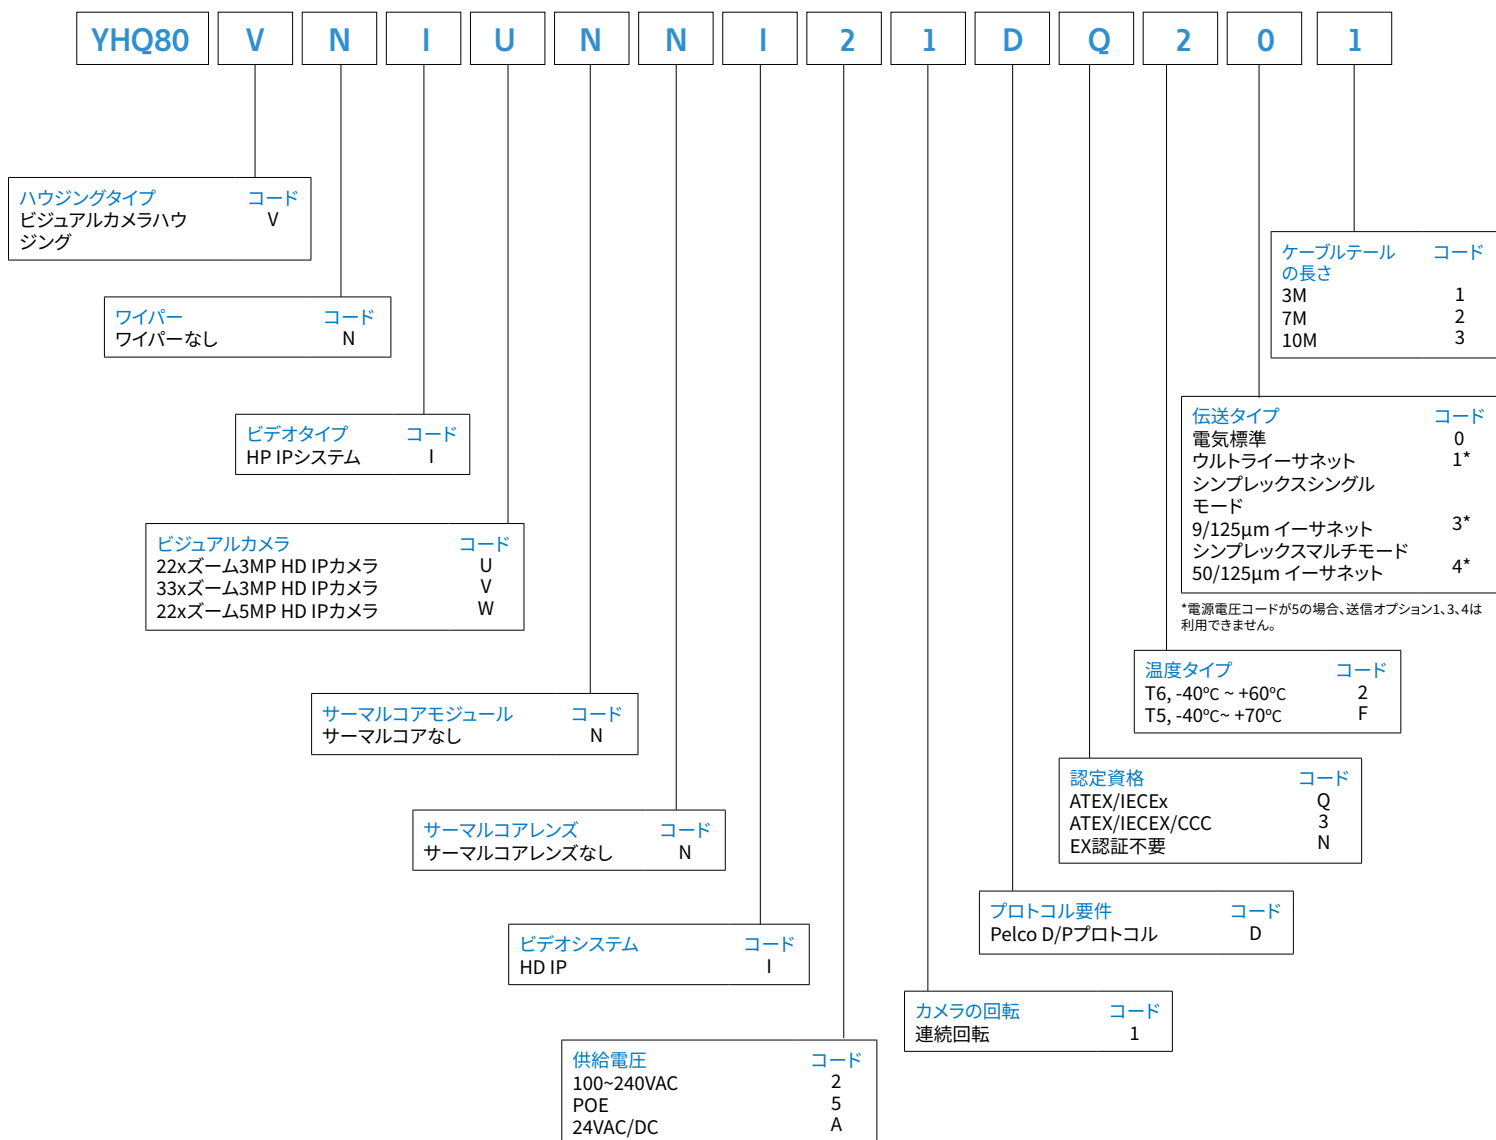 YHQ80 V N I U N N I 2 1 D Q 2 0 1
ハウジングタイプ コード
ビジュアルカメラハウ V
ジング
ワイパー コード
ワイパーなし N
ビデオタイプ コード
HP IPシステム I
ビジュアルカメラ コード
22xズーム3MP HD IPカメラ U
33xズーム3MP HD IPカメラ V
22xズーム5MP HD IPカメラ W
サーマルコアモジュール コード
サーマルコアなし N
サーマルコアレンズ コード
サーマルコアレンズなし N
ビデオシステム コード
HD IP I
供給電圧 コード
100~240VAC 2
POE 5
24VAC/DC A
カメラの回転 コード
連続回転 1
プロトコル要件 コード
Pelco D/Pプロトコル D
認定資格 コード
ATEX/IECEx Q
ATEX/IECEX/CCC 3
EX認証不要 N
温度タイプ コード
T6, -40℃ ~ +60℃ 2
T5, -40℃~ +70℃ F
伝送タイプ コード
電気標準 0
ウルトライーサネット 1*
シンプレックスシングル
モード
9/125µm イーサネット 3*
シンプレックスマルチモード
50/125µm イーサネット 4*
*電源電圧コードが5の場合、送信オプション1、3、4は
利用できません。
ケーブルテール コード
の長さ
3M 1
7M 2
10M 3